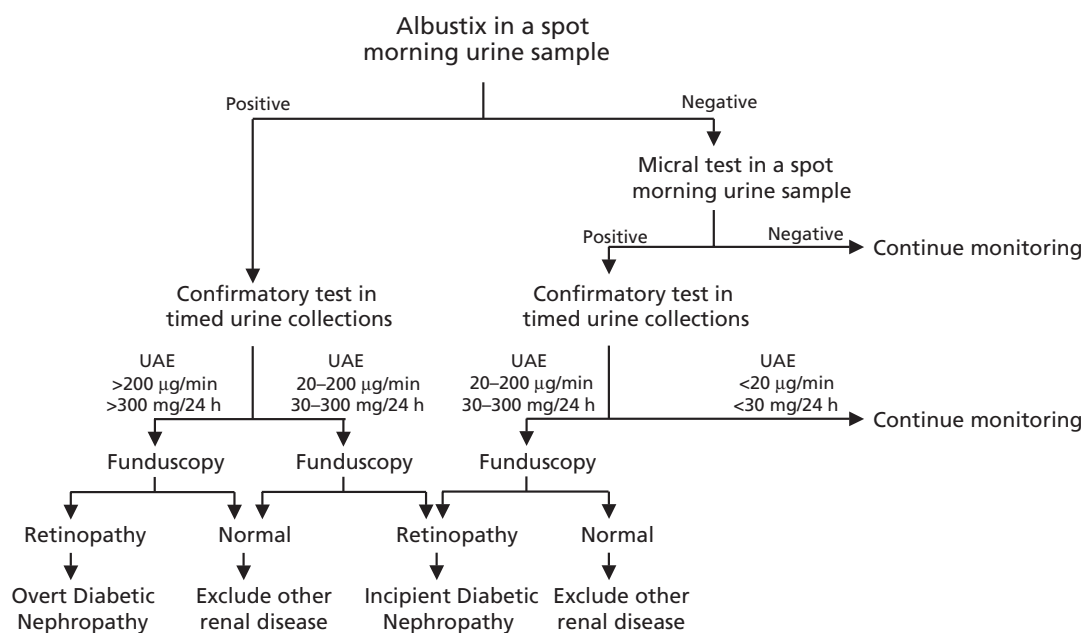 Albustix in a spot
morning urine sample
Positive
Negative
Micral test in a spot
morning urine sample
Positive
Negative
Continue monitoring
Confirmatory test in
timed urine collections
Confirmatory test in
timed urine collections
UAE
>200 µg/min
>300 mg/24 h
UAE
20–200 µg/min
30–300 mg/24 h
UAE
20–200 µg/min
30–300 mg/24 h
UAE
<20 µg/min
<30 mg/24 h
Continue monitoring
Funduscopy
Funduscopy
Funduscopy
Retinopathy
Normal
Retinopathy
Normal
Overt Diabetic
Nephropathy
Exclude other
renal disease
Incipient Diabetic
Nephropathy
Exclude other
renal disease